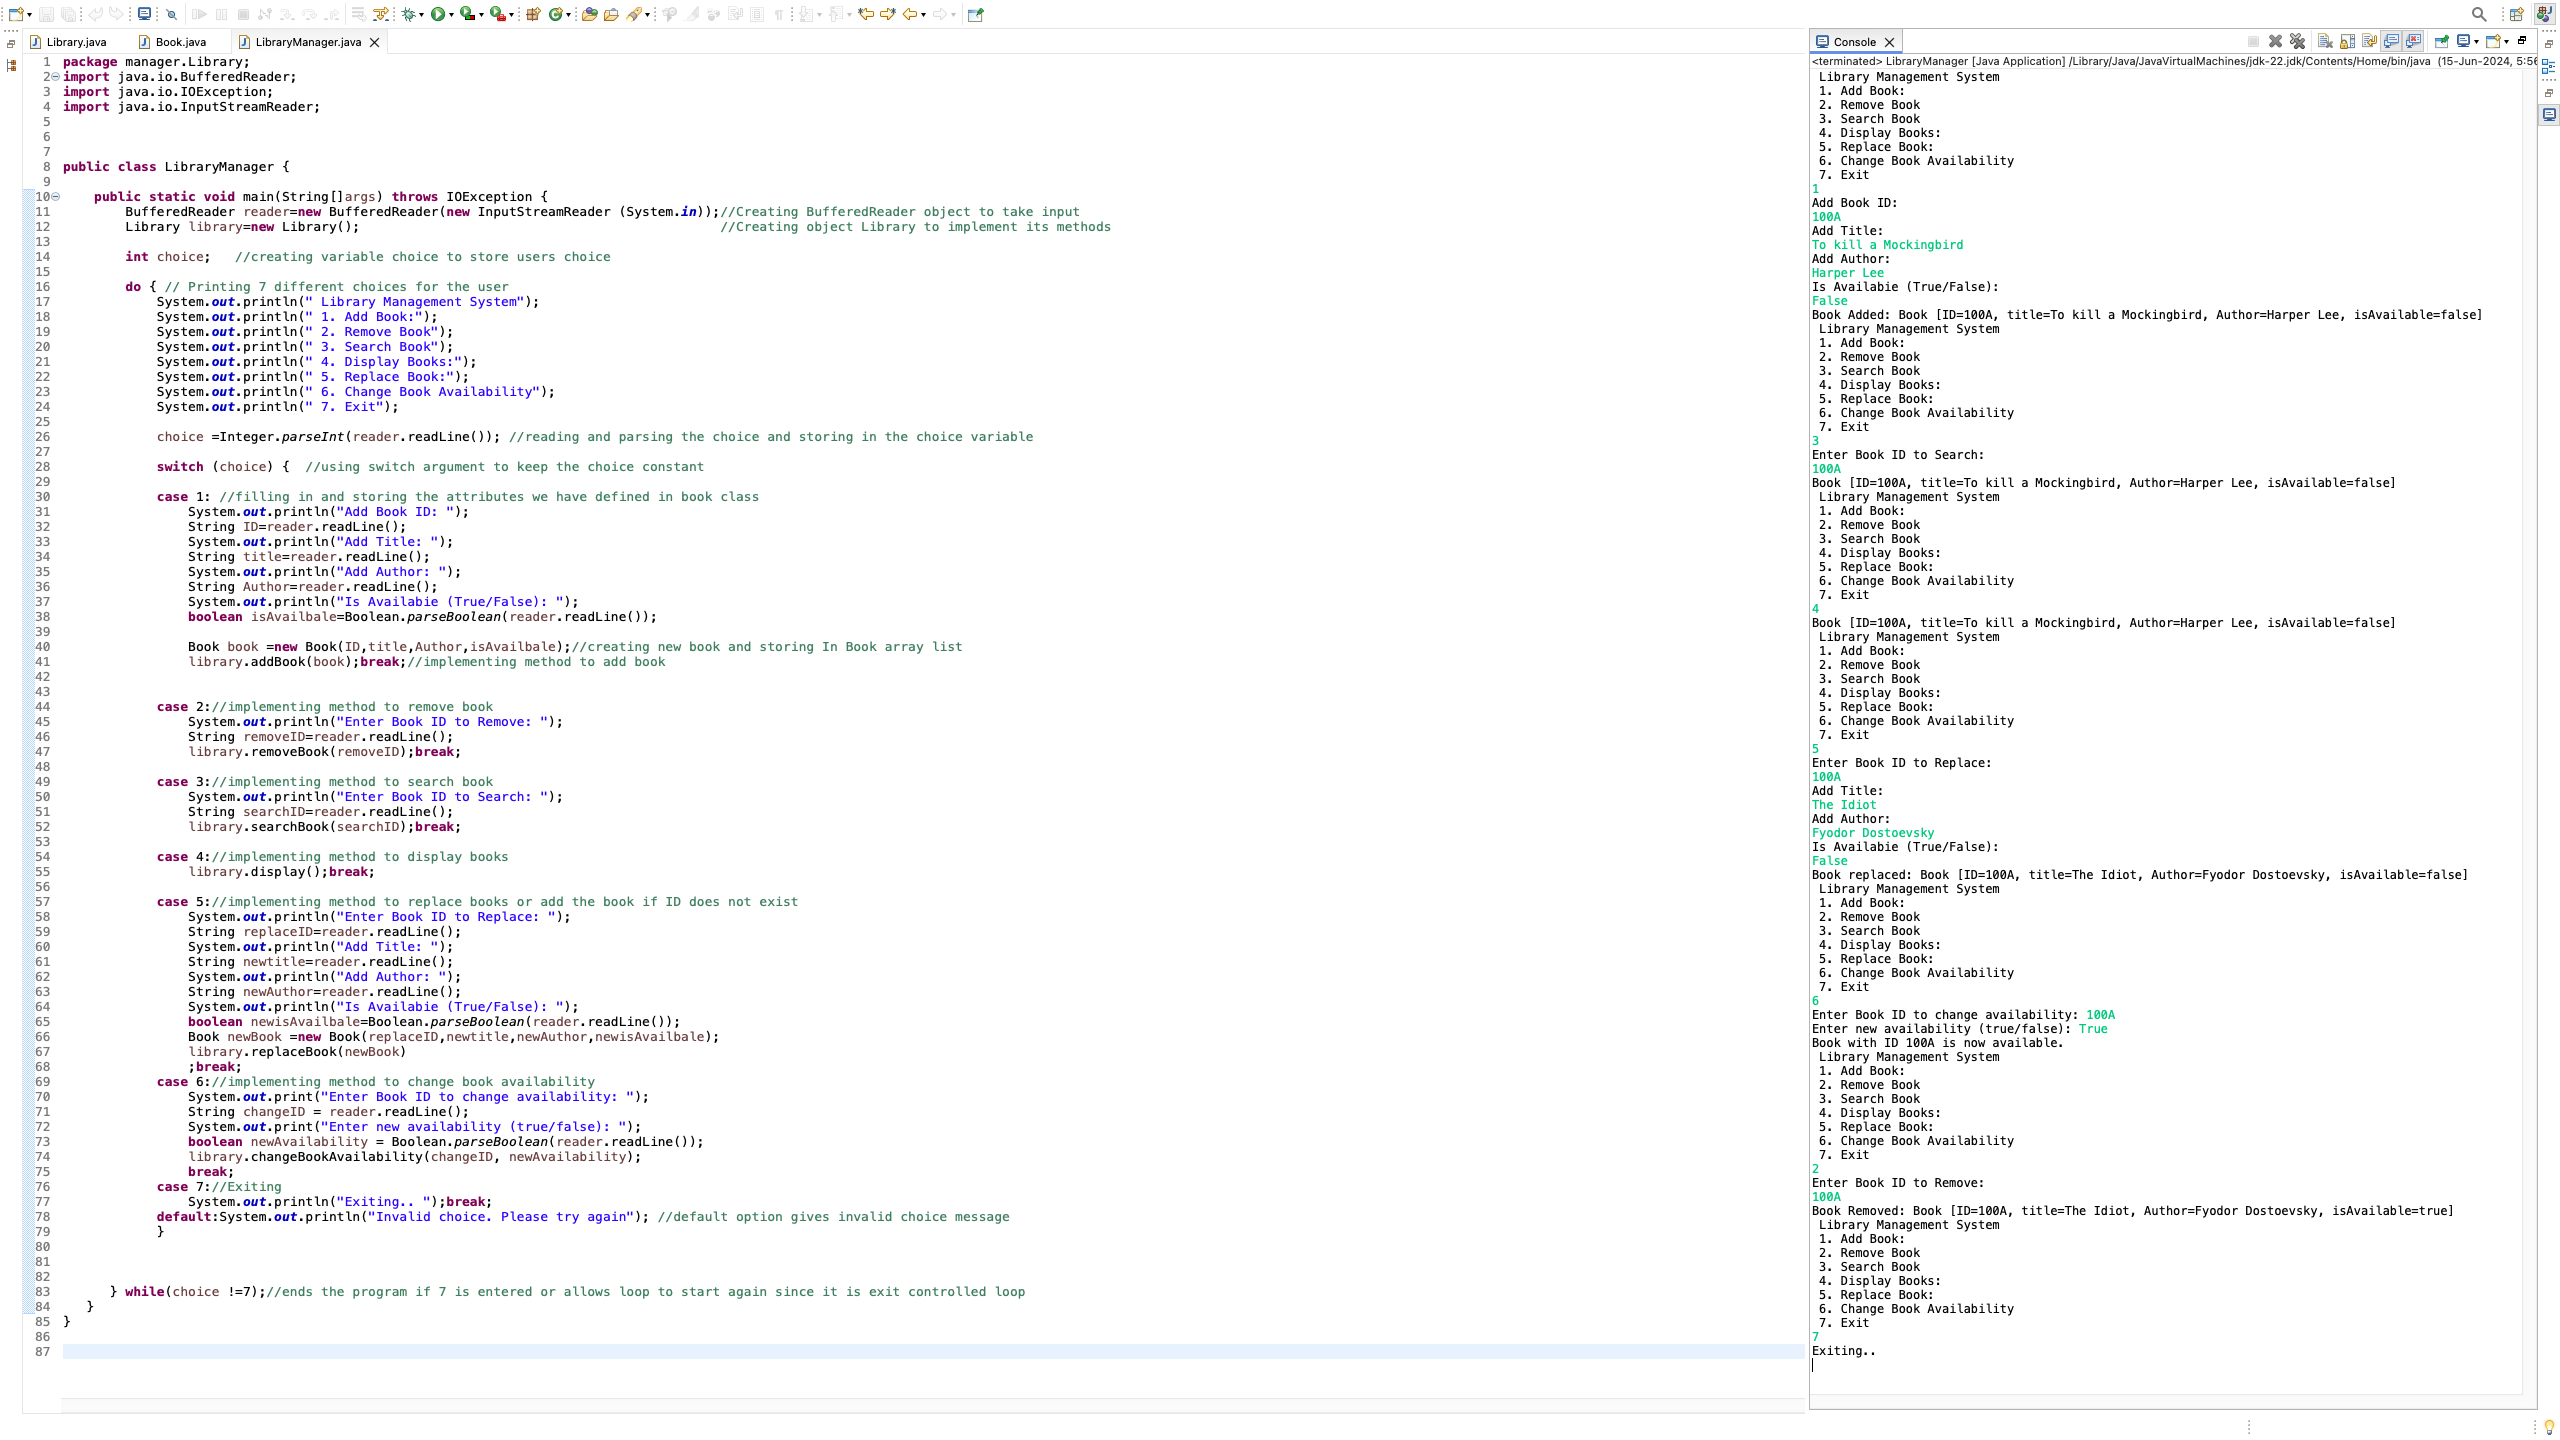 Library.java
Book.java
LibraryManager.java
1 package manager.Library;
2 import java.io.BufferedReader;
3 import java.io.IOException;
4 import java.io.InputStreamReader;
5
6
7
8 public class LibraryManager {
9
10     public static void main(String[]args) throws IOException {
11         BufferedReader reader=new BufferedReader(new InputStreamReader (System.in));//Creating BufferedReader object to take input
12         Library library=new Library();                                              //Creating object Library to implement its methods
13
14         int choice;   //creating variable choice to store users choice
15
16         do { // Printing 7 different choices for the user
17             System.out.println(" Library Management System");
18             System.out.println(" 1. Add Book:");
19             System.out.println(" 2. Remove Book");
20             System.out.println(" 3. Search Book");
21             System.out.println(" 4. Display Books:");
22             System.out.println(" 5. Replace Book:");
23             System.out.println(" 6. Change Book Availability");
24             System.out.println(" 7. Exit");
25
26             choice =Integer.parseInt(reader.readLine()); //reading and parsing the choice and storing in the choice variable
27
28             switch (choice) {  //using switch argument to keep the choice constant
29
30             case 1: //filling in and storing the attributes we have defined in book class
31                 System.out.println("Add Book ID: ");
32                 String ID=reader.readLine();
33                 System.out.println("Add Title: ");
34                 String title=reader.readLine();
35                 System.out.println("Add Author: ");
36                 String Author=reader.readLine();
37                 System.out.println("Is Availabie (True/False): ");
38                 boolean isAvailbale=Boolean.parseBoolean(reader.readLine());
39
40                 Book book =new Book(ID,title,Author,isAvailbale);//creating new book and storing In Book array list
41                 library.addBook(book);break;//implementing method to add book
42
43
44             case 2://implementing method to remove book
45                 System.out.println("Enter Book ID to Remove: ");
46                 String removeID=reader.readLine();
47                 library.removeBook(removeID);break;
48
49             case 3://implementing method to search book
50                 System.out.println("Enter Book ID to Search: ");
51                 String searchID=reader.readLine();
52                 library.searchBook(searchID);break;
53
54             case 4://implementing method to display books
55                 library.display();break;
56
57             case 5://implementing method to replace books or add the book if ID does not exist
58                 System.out.println("Enter Book ID to Replace: ");
59                 String replaceID=reader.readLine();
60                 System.out.println("Add Title: ");
61                 String newtitle=reader.readLine();
62                 System.out.println("Add Author: ");
63                 String newAuthor=reader.readLine();
64                 System.out.println("Is Availabie (True/False): ");
65                 boolean newisAvailbale=Boolean.parseBoolean(reader.readLine());
66                 Book newBook =new Book(replaceID,newtitle,newAuthor,newisAvailbale);
67                 library.replaceBook(newBook)
68                 ;break;
69             case 6://implementing method to change book availability
70                 System.out.print("Enter Book ID to change availability: ");
71                 String changeID = reader.readLine();
72                 System.out.print("Enter new availability (true/false): ");
73                 boolean newAvailability = Boolean.parseBoolean(reader.readLine());
74                 library.changeBookAvailability(changeID, newAvailability);
75                 break;
76             case 7://Exiting
77                 System.out.println("Exiting.. ");break;
78             default:System.out.println("Invalid choice. Please try again"); //default option gives invalid choice message
79             }
80
81
82
83       } while(choice !=7);//ends the program if 7 is entered or allows loop to start again since it is exit controlled loop
84    }
85 }
86
87
Console
<terminated> LibraryManager [Java Application] /Library/Java/JavaVirtualMachines/jdk-22.jdk/Contents/Home/bin/java (15-Jun-2024, 5:56
 Library Management System
 1. Add Book:
 2. Remove Book
 3. Search Book
 4. Display Books:
 5. Replace Book:
 6. Change Book Availability
 7. Exit
1
Add Book ID:
100A
Add Title:
To kill a Mockingbird
Add Author:
Harper Lee
Is Availabie (True/False):
False
Book Added: Book [ID=100A, title=To kill a Mockingbird, Author=Harper Lee, isAvailable=false]
 Library Management System
 1. Add Book:
 2. Remove Book
 3. Search Book
 4. Display Books:
 5. Replace Book:
 6. Change Book Availability
 7. Exit
3
Enter Book ID to Search:
100A
Book [ID=100A, title=To kill a Mockingbird, Author=Harper Lee, isAvailable=false]
 Library Management System
 1. Add Book:
 2. Remove Book
 3. Search Book
 4. Display Books:
 5. Replace Book:
 6. Change Book Availability
 7. Exit
4
Book [ID=100A, title=To kill a Mockingbird, Author=Harper Lee, isAvailable=false]
 Library Management System
 1. Add Book:
 2. Remove Book
 3. Search Book
 4. Display Books:
 5. Replace Book:
 6. Change Book Availability
 7. Exit
5
Enter Book ID to Replace:
100A
Add Title:
The Idiot
Add Author:
Fyodor Dostoevsky
Is Availabie (True/False):
False
Book replaced: Book [ID=100A, title=The Idiot, Author=Fyodor Dostoevsky, isAvailable=false]
 Library Management System
 1. Add Book:
 2. Remove Book
 3. Search Book
 4. Display Books:
 5. Replace Book:
 6. Change Book Availability
 7. Exit
6
Enter Book ID to change availability: 100A
Enter new availability (true/false): True
Book with ID 100A is now available.
 Library Management System
 1. Add Book:
 2. Remove Book
 3. Search Book
 4. Display Books:
 5. Replace Book:
 6. Change Book Availability
 7. Exit
2
Enter Book ID to Remove:
100A
Book Removed: Book [ID=100A, title=The Idiot, Author=Fyodor Dostoevsky, isAvailable=true]
 Library Management System
 1. Add Book:
 2. Remove Book
 3. Search Book
 4. Display Books:
 5. Replace Book:
 6. Change Book Availability
 7. Exit
7
Exiting..